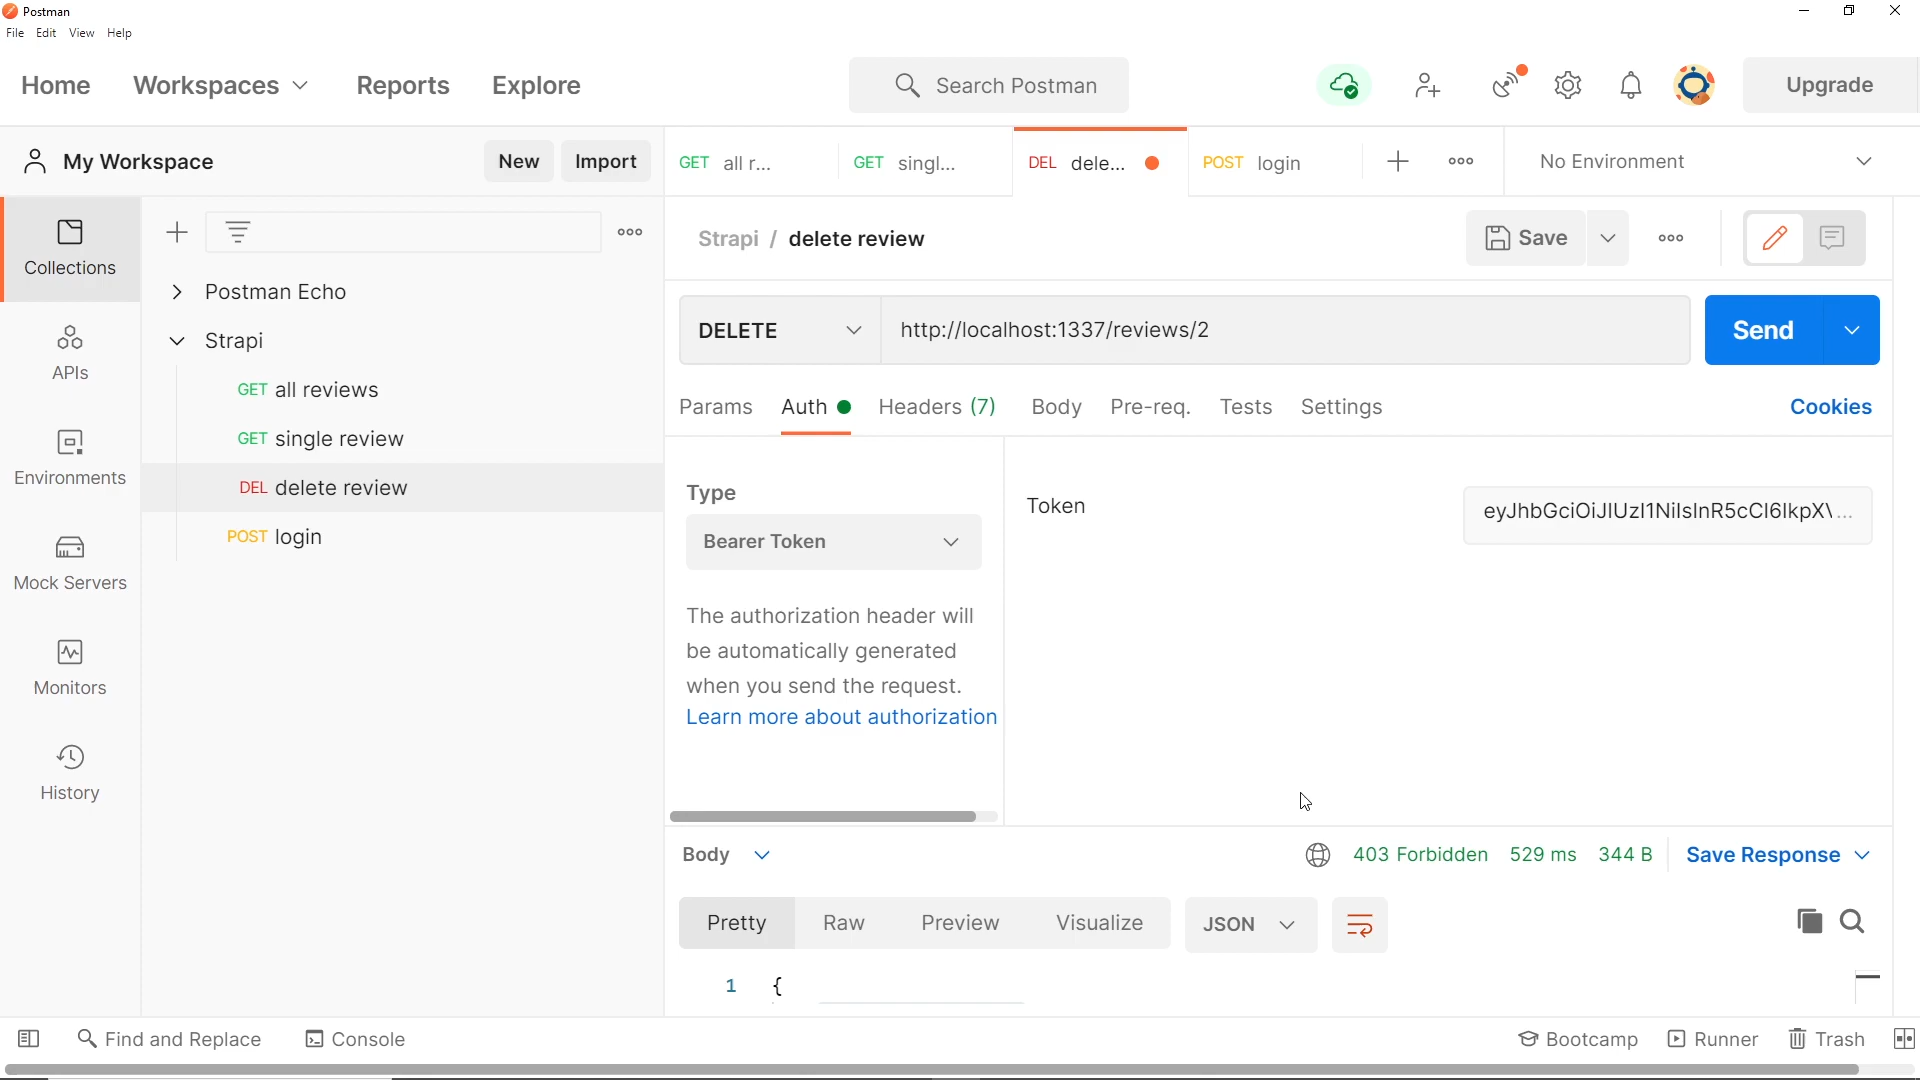 Postman
File Edit View Help
Home Workspaces Reports Explore Search Postman Upgrade
My Workspace New Import
GET all r... GET singl... DEL dele... POST login No Environment
Collections
APIs
Environments
Mock Servers
Monitors
History
Postman Echo
Strapi
GET all reviews
GET single review
DEL delete review
POST login
Strapi / delete review Save
DELETE http://localhost:1337/reviews/2 Send
Params Auth Headers (7) Body Pre-req. Tests Settings Cookies
Type
Bearer Token
The authorization header will
be automatically generated
when you send the request.
Learn more about authorization
Token
Body 403 Forbidden 529 ms 344 B Save Response
Pretty Raw Preview Visualize JSON
1 {
Find and Replace Console Bootcamp Runner Trash